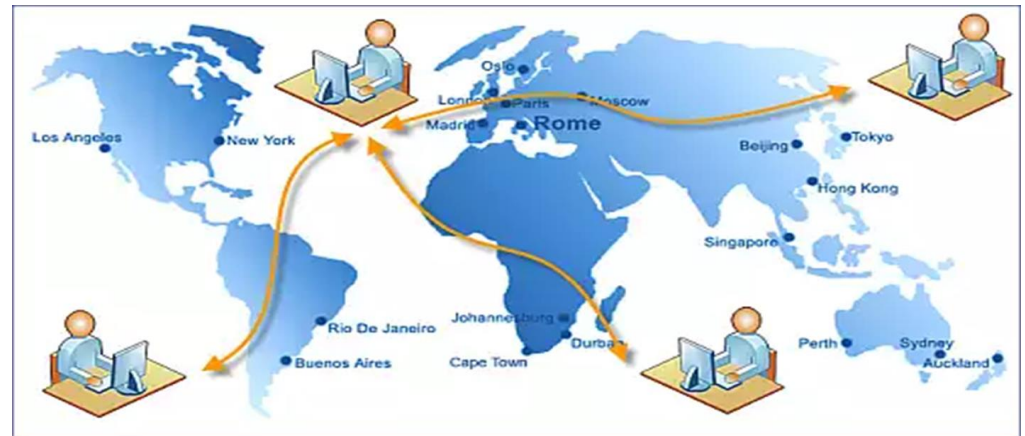 Oslo
London
Paris
Moscow
Madrid
Rome
Los Angeles
New York
Beijing
Tokyo
Hong Kong
Singapore
Rio De Janeiro
Johannesburg
Durban
Buenos Aires
Cape Town
Perth
Sydney
Auckland